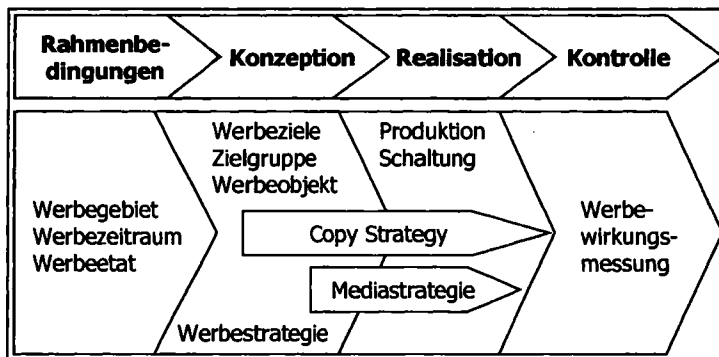 Rahmenbe-
dingungen
Konzeption
Realisation
Kontrolle
Werbegebiet
Werbezeitraum
Werbeetat
Werbeziele
Zielgruppe
Werbeobjekt
Werbestrategie
Produktion
Schaltung
Copy Strategy
Mediastrategie
Werbe-
wirkungs-
messung